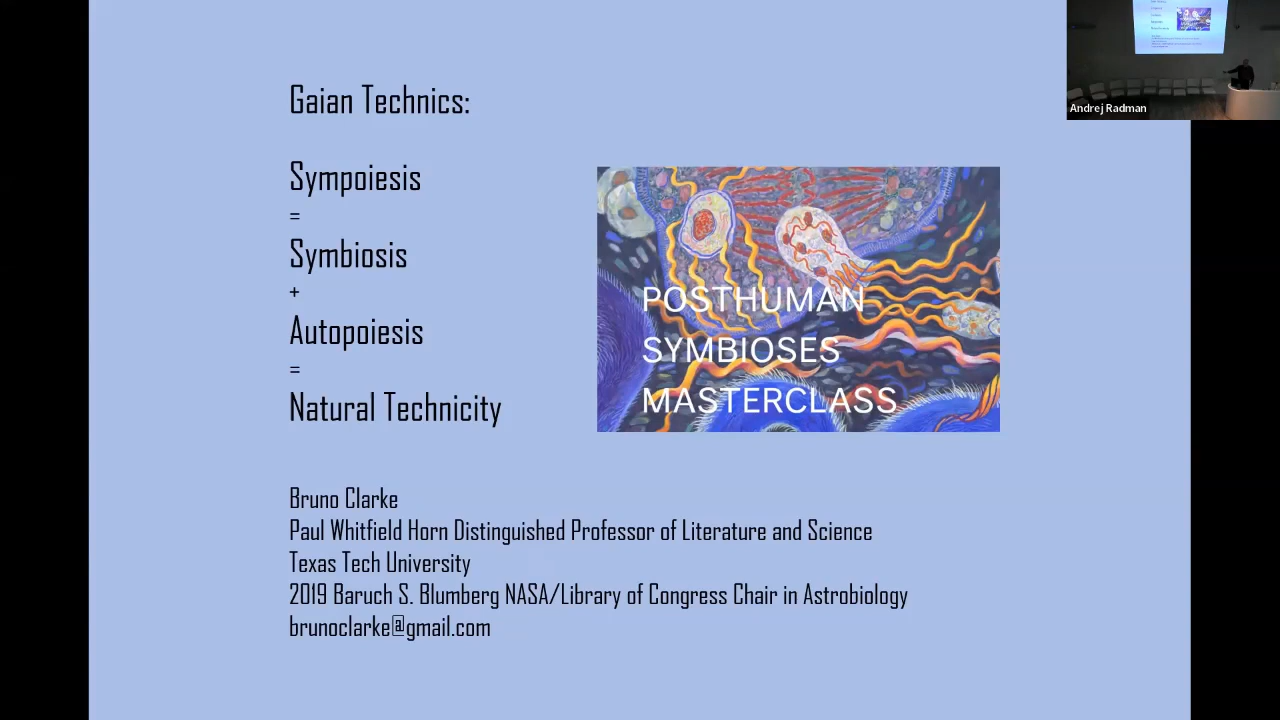 Gaian Technics:
Sympoiesis
=
Symbiosis
+
Autopoiesis
=
Natural Technicity
POSTHUMAN
SYMBIOSES
MASTERCLASS
Bruno Clarke
Paul Whitfield Horn Distinguished Professor of Literature and Science
Texas Tech University
2019 Baruch S. Blumberg NASA/Library of Congress Chair in Astrobiology
brunoclarke@gmail.com
Andrej Radman